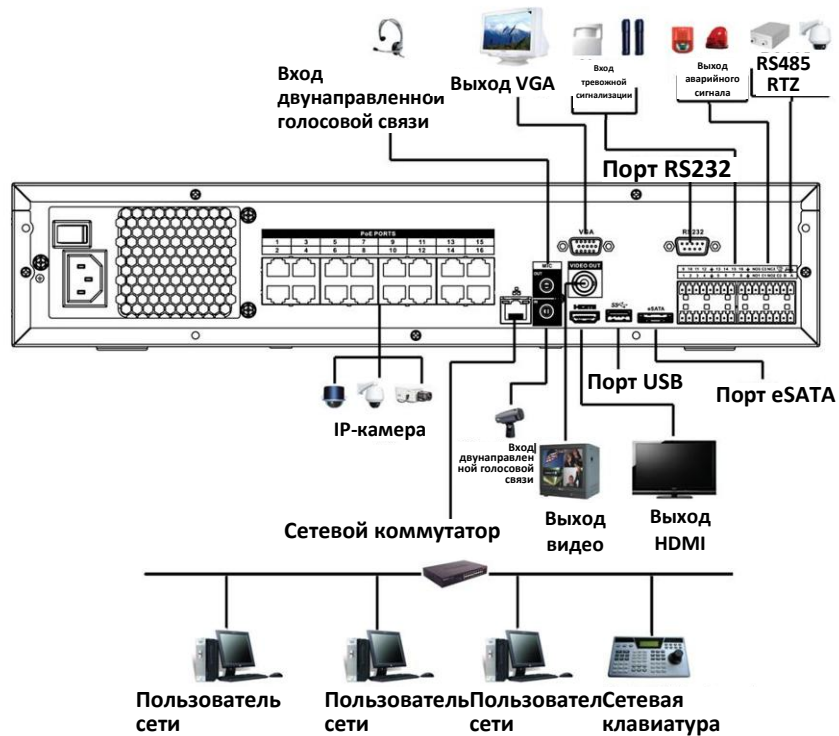 Вход
двунаправленной
голосовой связи
Выход VGA
Вход
тревожной
сигнализации
Выход
аварийного
сигнала
RS485
RTZ
Порт RS232
PoE PORTS
1 3 5 7 9 11 13 15
2 4 6 8 10 12 14 16
MIC
OUT
IN
VGA
VIDEO OUT
HDMI
RS232
eSATA
Порт USB
Порт eSATA
IP-камера
Вход
двунаправлен
ной голосовой
связи
Сетевой коммутатор
Выход
видео
Выход
HDMI
Пользователь
сети
Пользователь
сети
Пользовател
сети
Сетевая
клавиатура